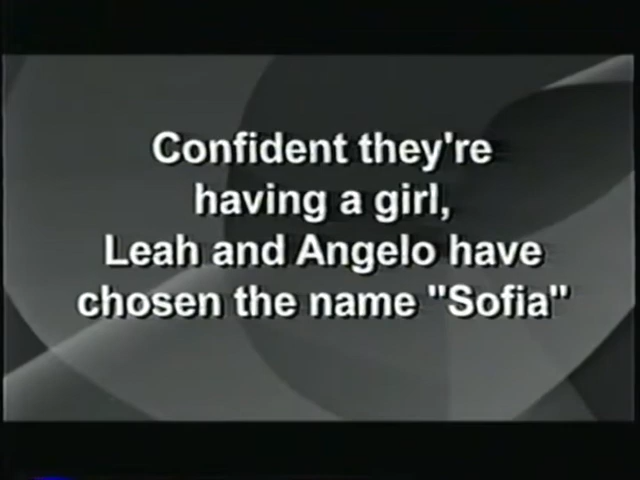 Confident they're
having a girl,
Leah and Angelo have
chosen the name "Sofia"